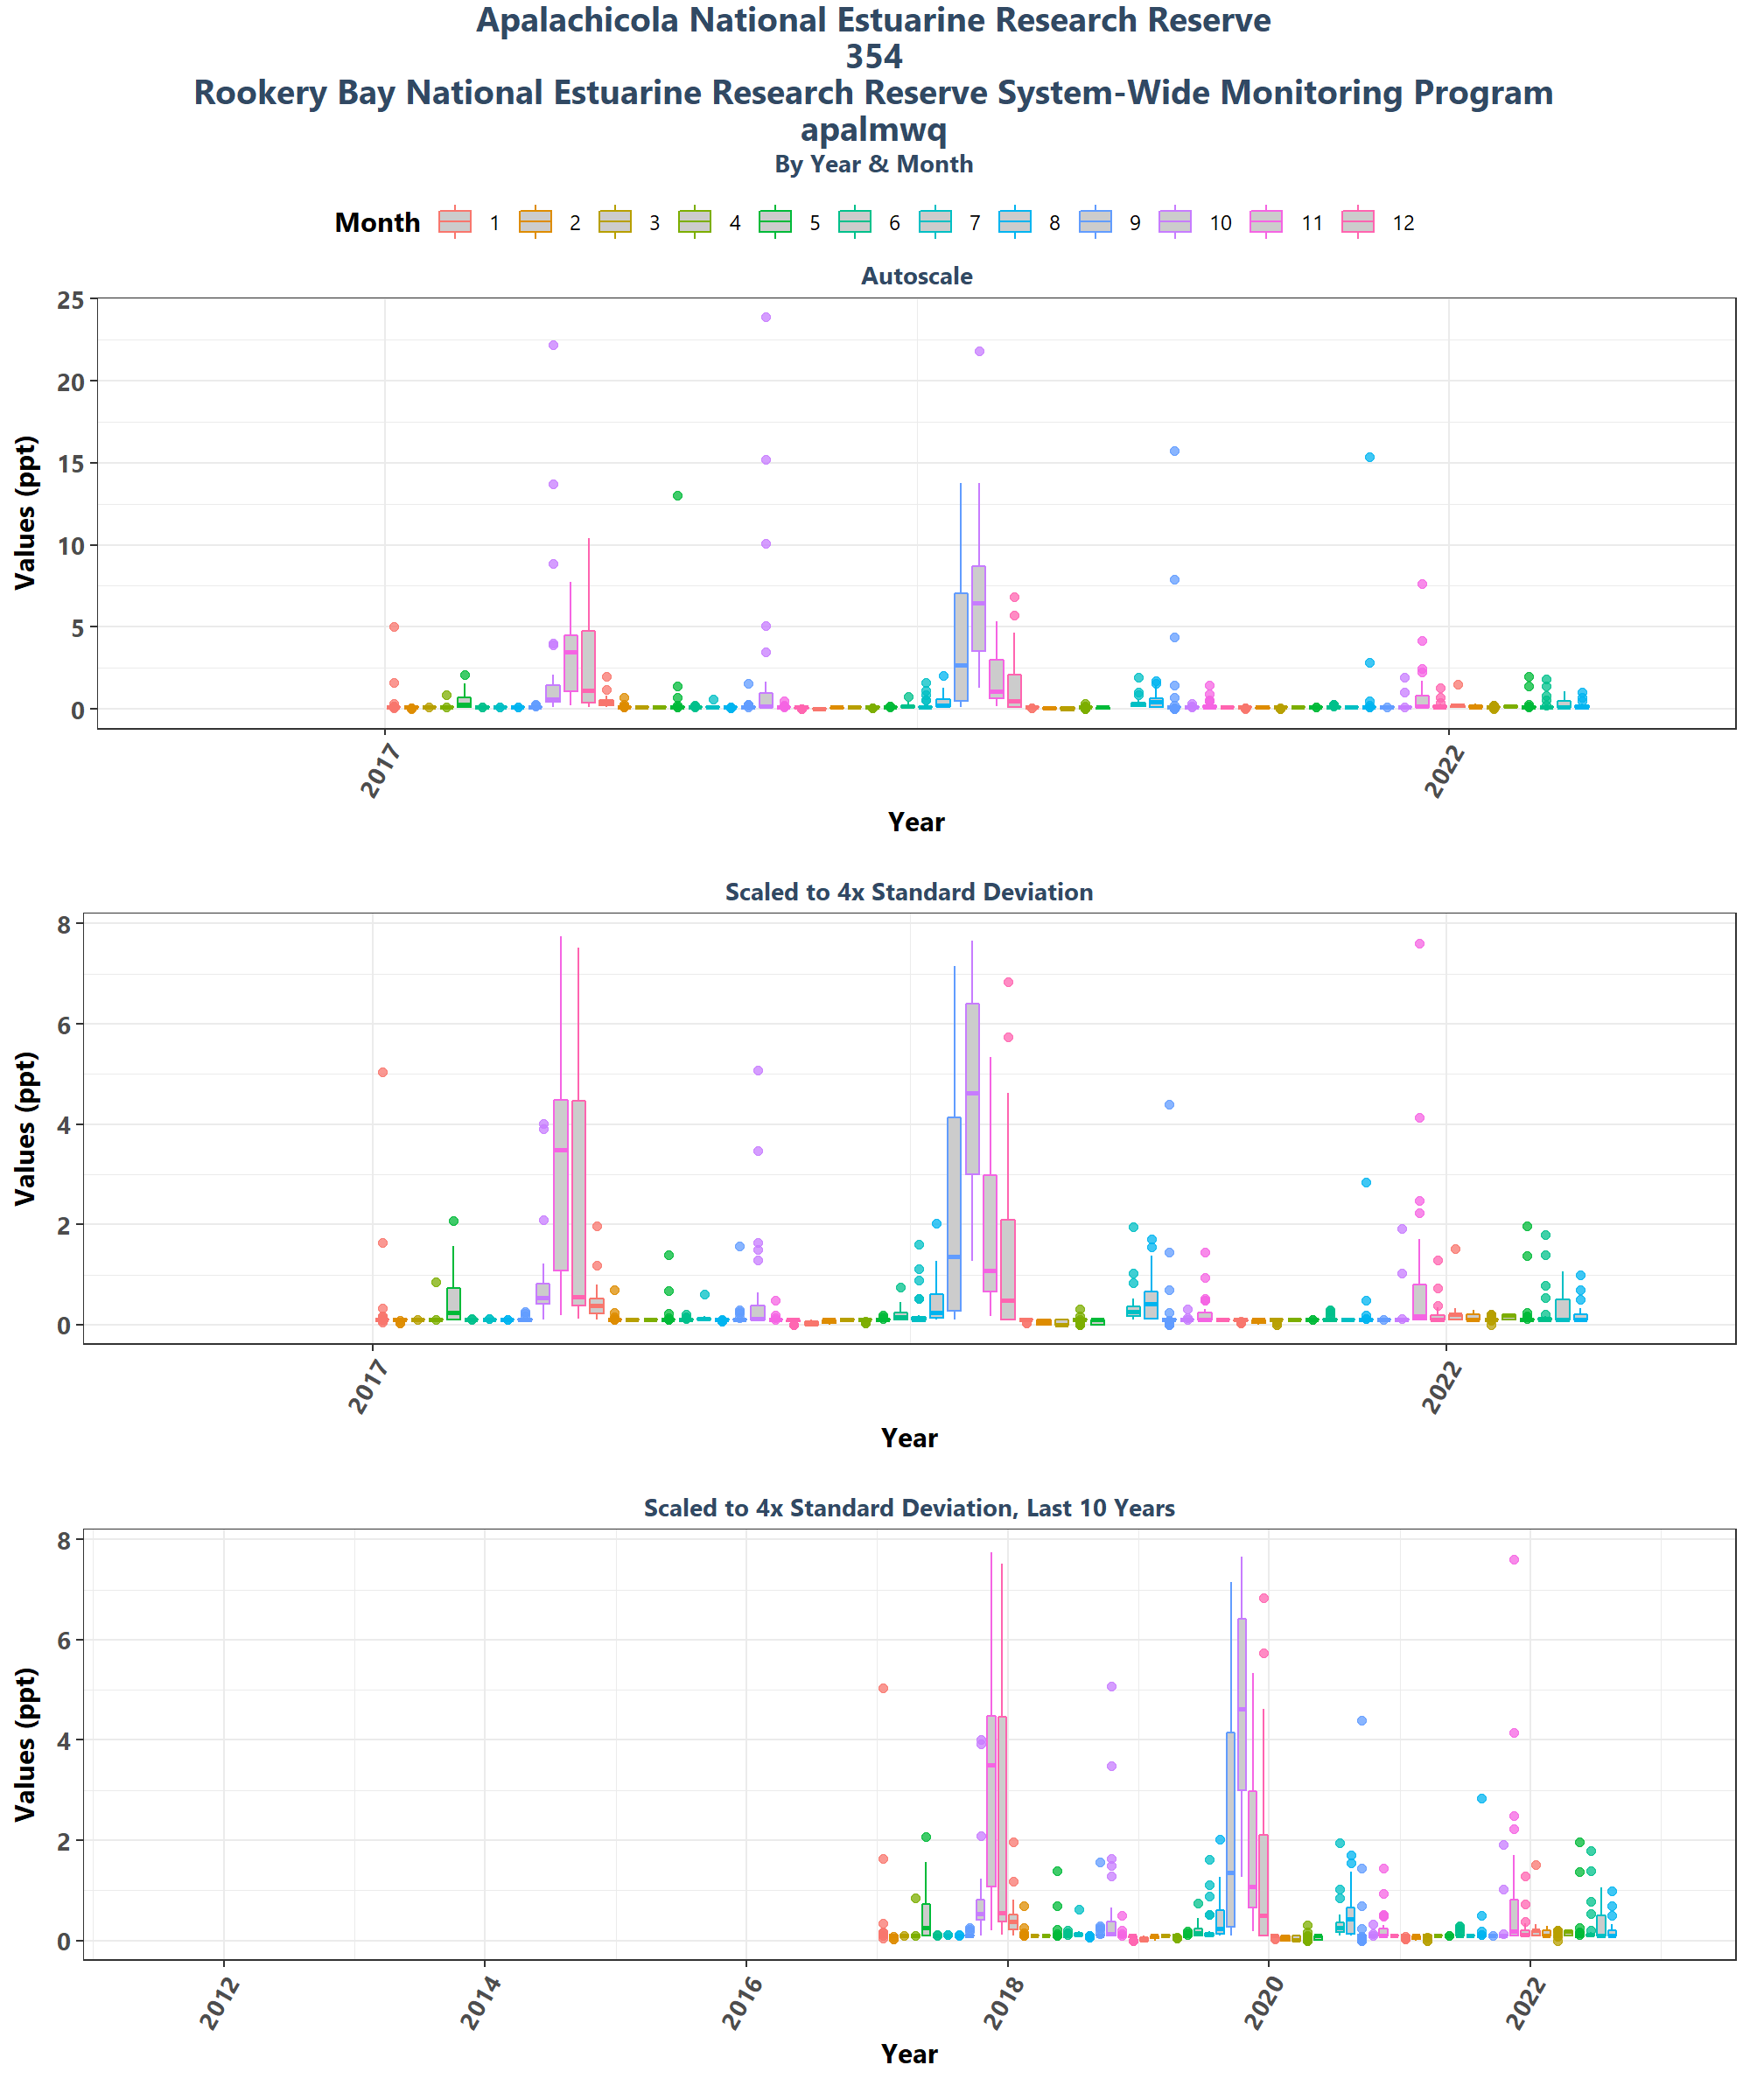 Apalachicola National Estuarine Research Reserve
354
Rookery Bay National Estuarine Research Reserve System-Wide Monitoring Program
apalmwq
By Year & Month
Month 1 2 3 4 5 6 7 8 9 10 11 12
Autoscale
25
20
15
10
5
0
Values (ppt)
2017 2022
Year
Scaled to 4x Standard Deviation
8
6
4
2
0
Values (ppt)
2017 2022
Year
Scaled to 4x Standard Deviation, Last 10 Years
8
6
4
2
0
Values (ppt)
2012 2014 2016 2018 2020 2022
Year